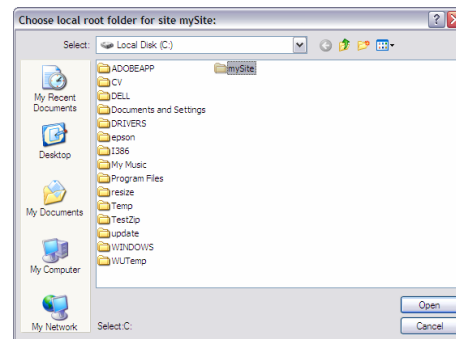 Choose local root folder for site mySite:
Select: Local Disk (C:)
My Recent
Documents
Desktop
My Documents
My Computer
My Network
ADOBEAPP
CV
DELL
Documents and Settings
DRIVERS
epson
I386
My Music
Program Files
resize
Temp
TestZip
update
WINDOWS
WUTemp
mySite
Open
Select:C:
Cancel